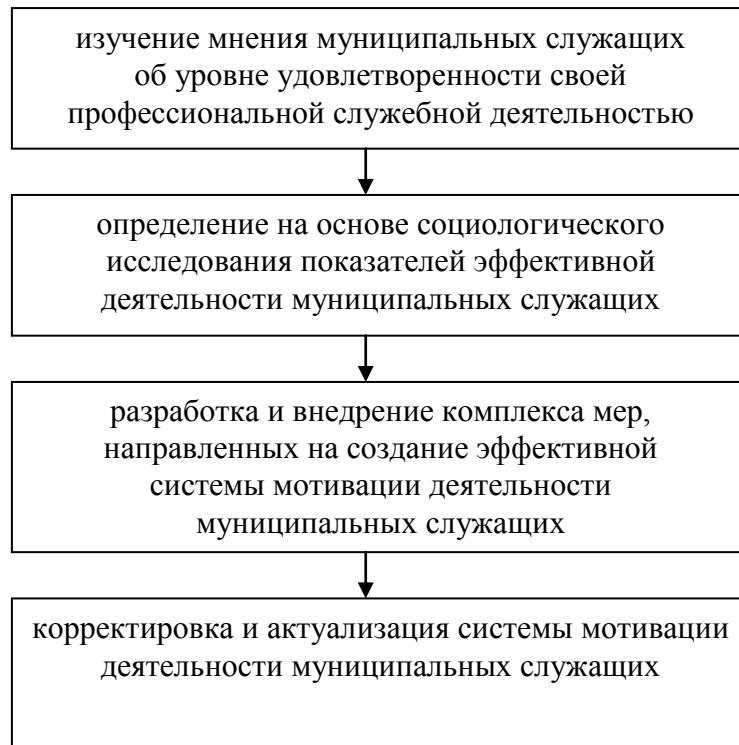 изучение мнения муниципальных служащих
об уровне удовлетворенности своей
профессиональной служебной деятельностью
определение на основе социологического
исследования показателей эффективной
деятельности муниципальных служащих
разработка и внедрение комплекса мер,
направленных на создание эффективной
системы мотивации деятельности
муниципальных служащих
корректировка и актуализация системы мотивации
деятельности муниципальных служащих